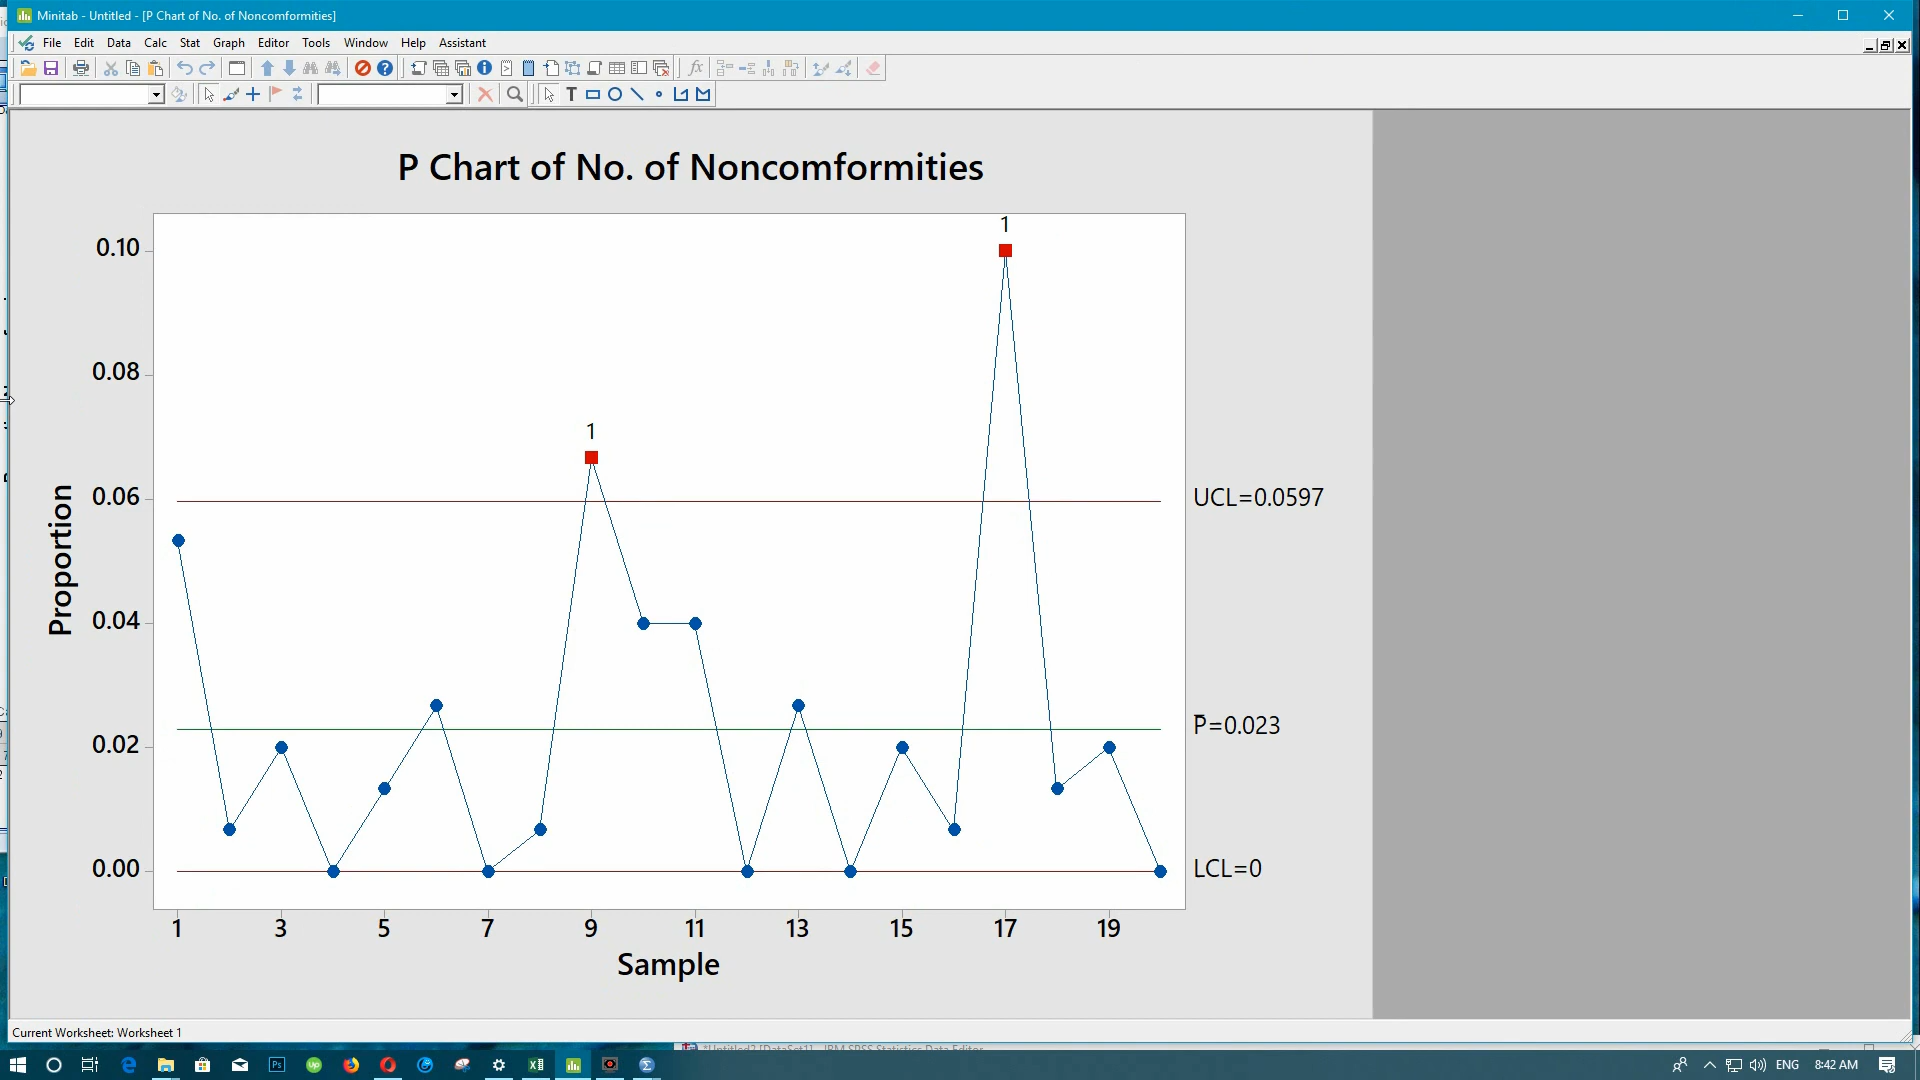 Minitab - Untitled - [P Chart of No. of Noncomformities]
File Edit Data Calc Stat Graph Editor Tools Window Help Assistant
P Chart of No. of Noncomformities
1
0.10
0.08
1
0.06
UCL=0.0597
Proportion
0.04
P̅=0.023
0.02
0.00
LCL=0
1 3 5 7 9 11 13 15 17 19
Sample
Current Worksheet: Worksheet 1
ENG 8:42 AM